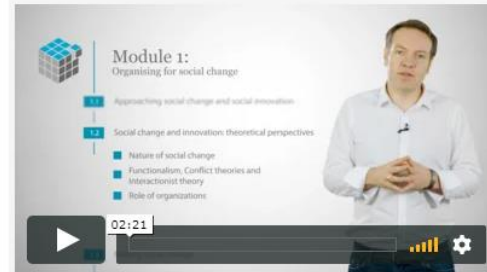 Module 1:
Organising for social change
1.1 Approaching social change and social innovation
1.2 Social change and innovation: theoretical perspectives
Nature of social change
Functionalism, Conflict theories and
Interactionist theory
Role of organizations
02:21